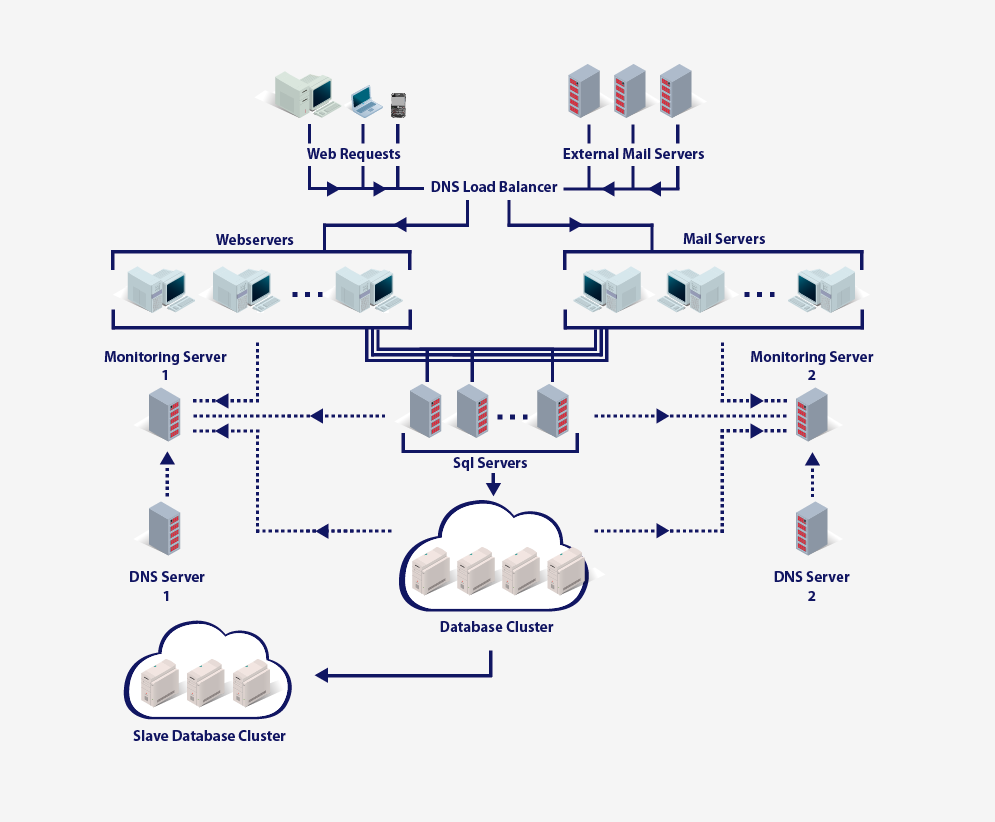 Web Requests
External Mail Servers
DNS Load Balancer
Webservers
Mail Servers
Monitoring Server
1
Monitoring Server
2
Sql Servers
DNS Server
1
DNS Server
2
Database Cluster
Slave Database Cluster